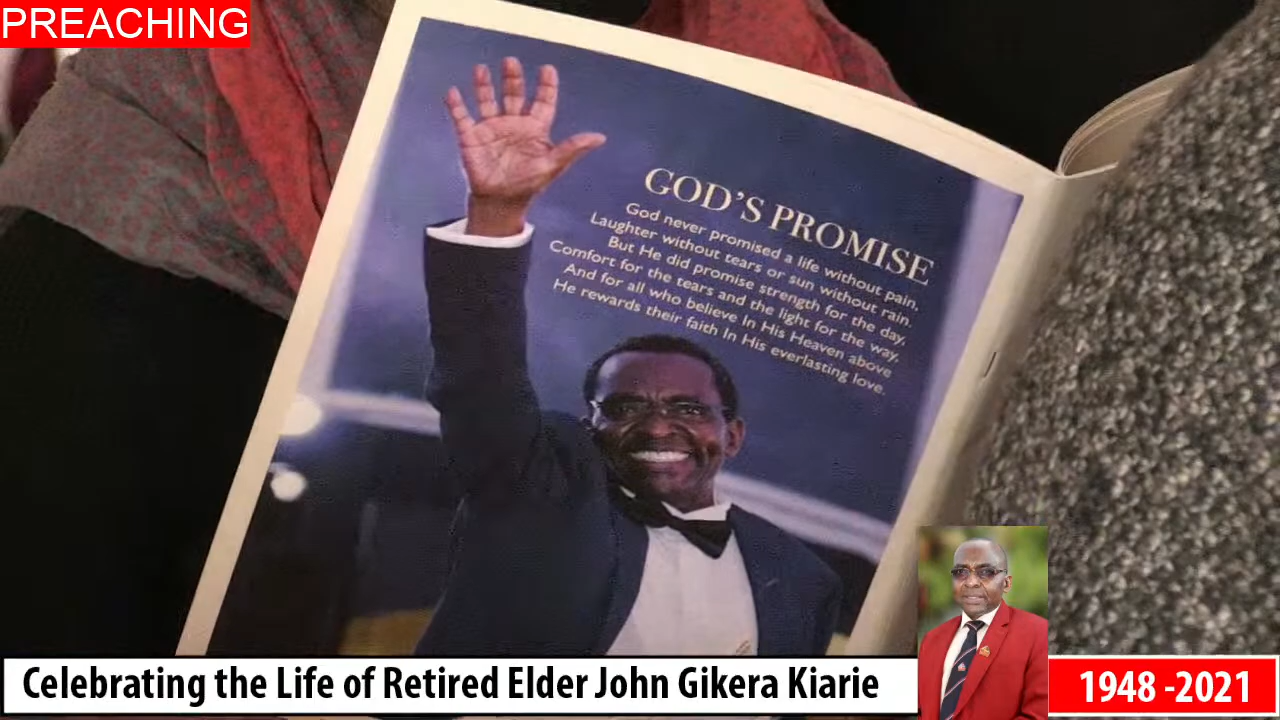 PREACHING
GOD'S PROMISE
God never promised a life without pain,
Laughter without tears or sun without rain.
But He did promise strength for the day,
Comfort for the tears and the light for the way.
And for all who believe In His Heaven above
He rewards their faith In His everlasting love.
Celebrating the Life of Retired Elder John Gikera Kiarie
1948 -2021